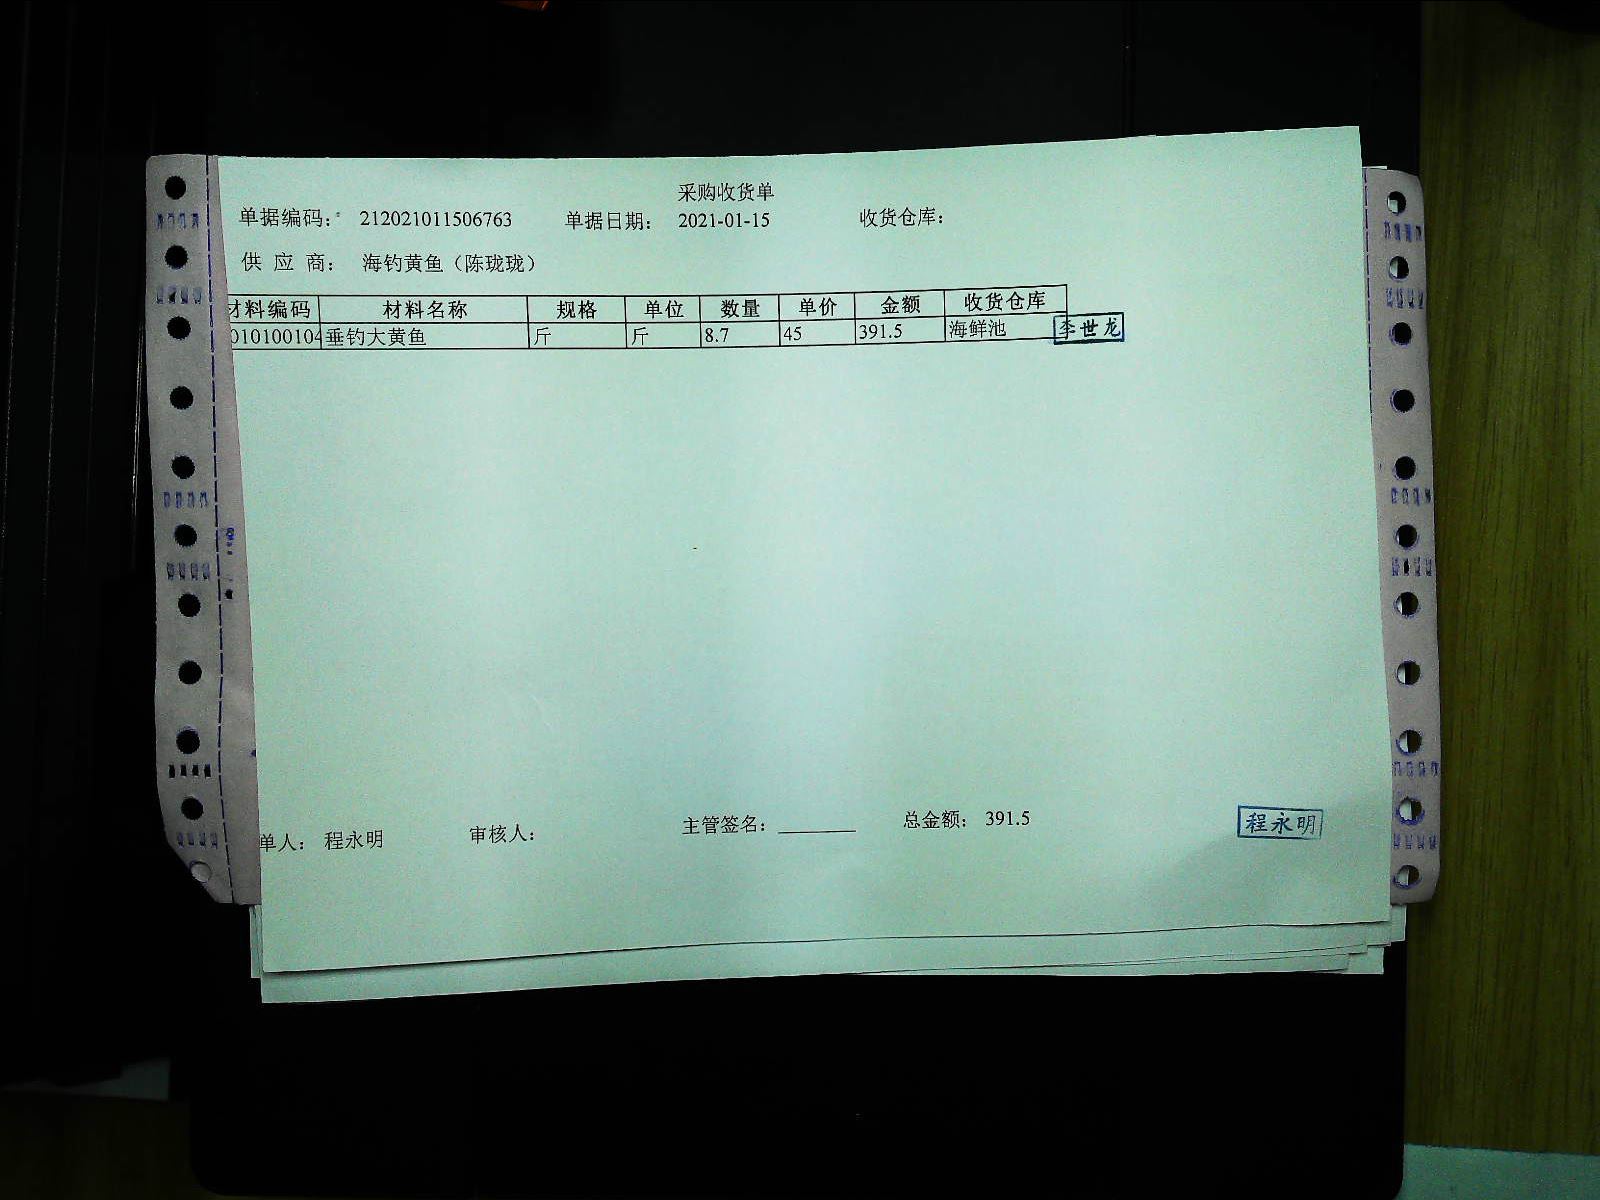 采购收货单
单据编码： 212021011506763 单据日期： 2021-01-15 收货仓库：
供 应 商： 海钓黄鱼（陈珑珑）
材料编码 材料名称 规格 单位 数量 单价 金额 收货仓库
010100104 垂钓大黄鱼 斤 斤 8.7 45 391.5 海鲜池 李世龙
单人： 程永明 审核人： 主管签名： 总金额： 391.5 程永明